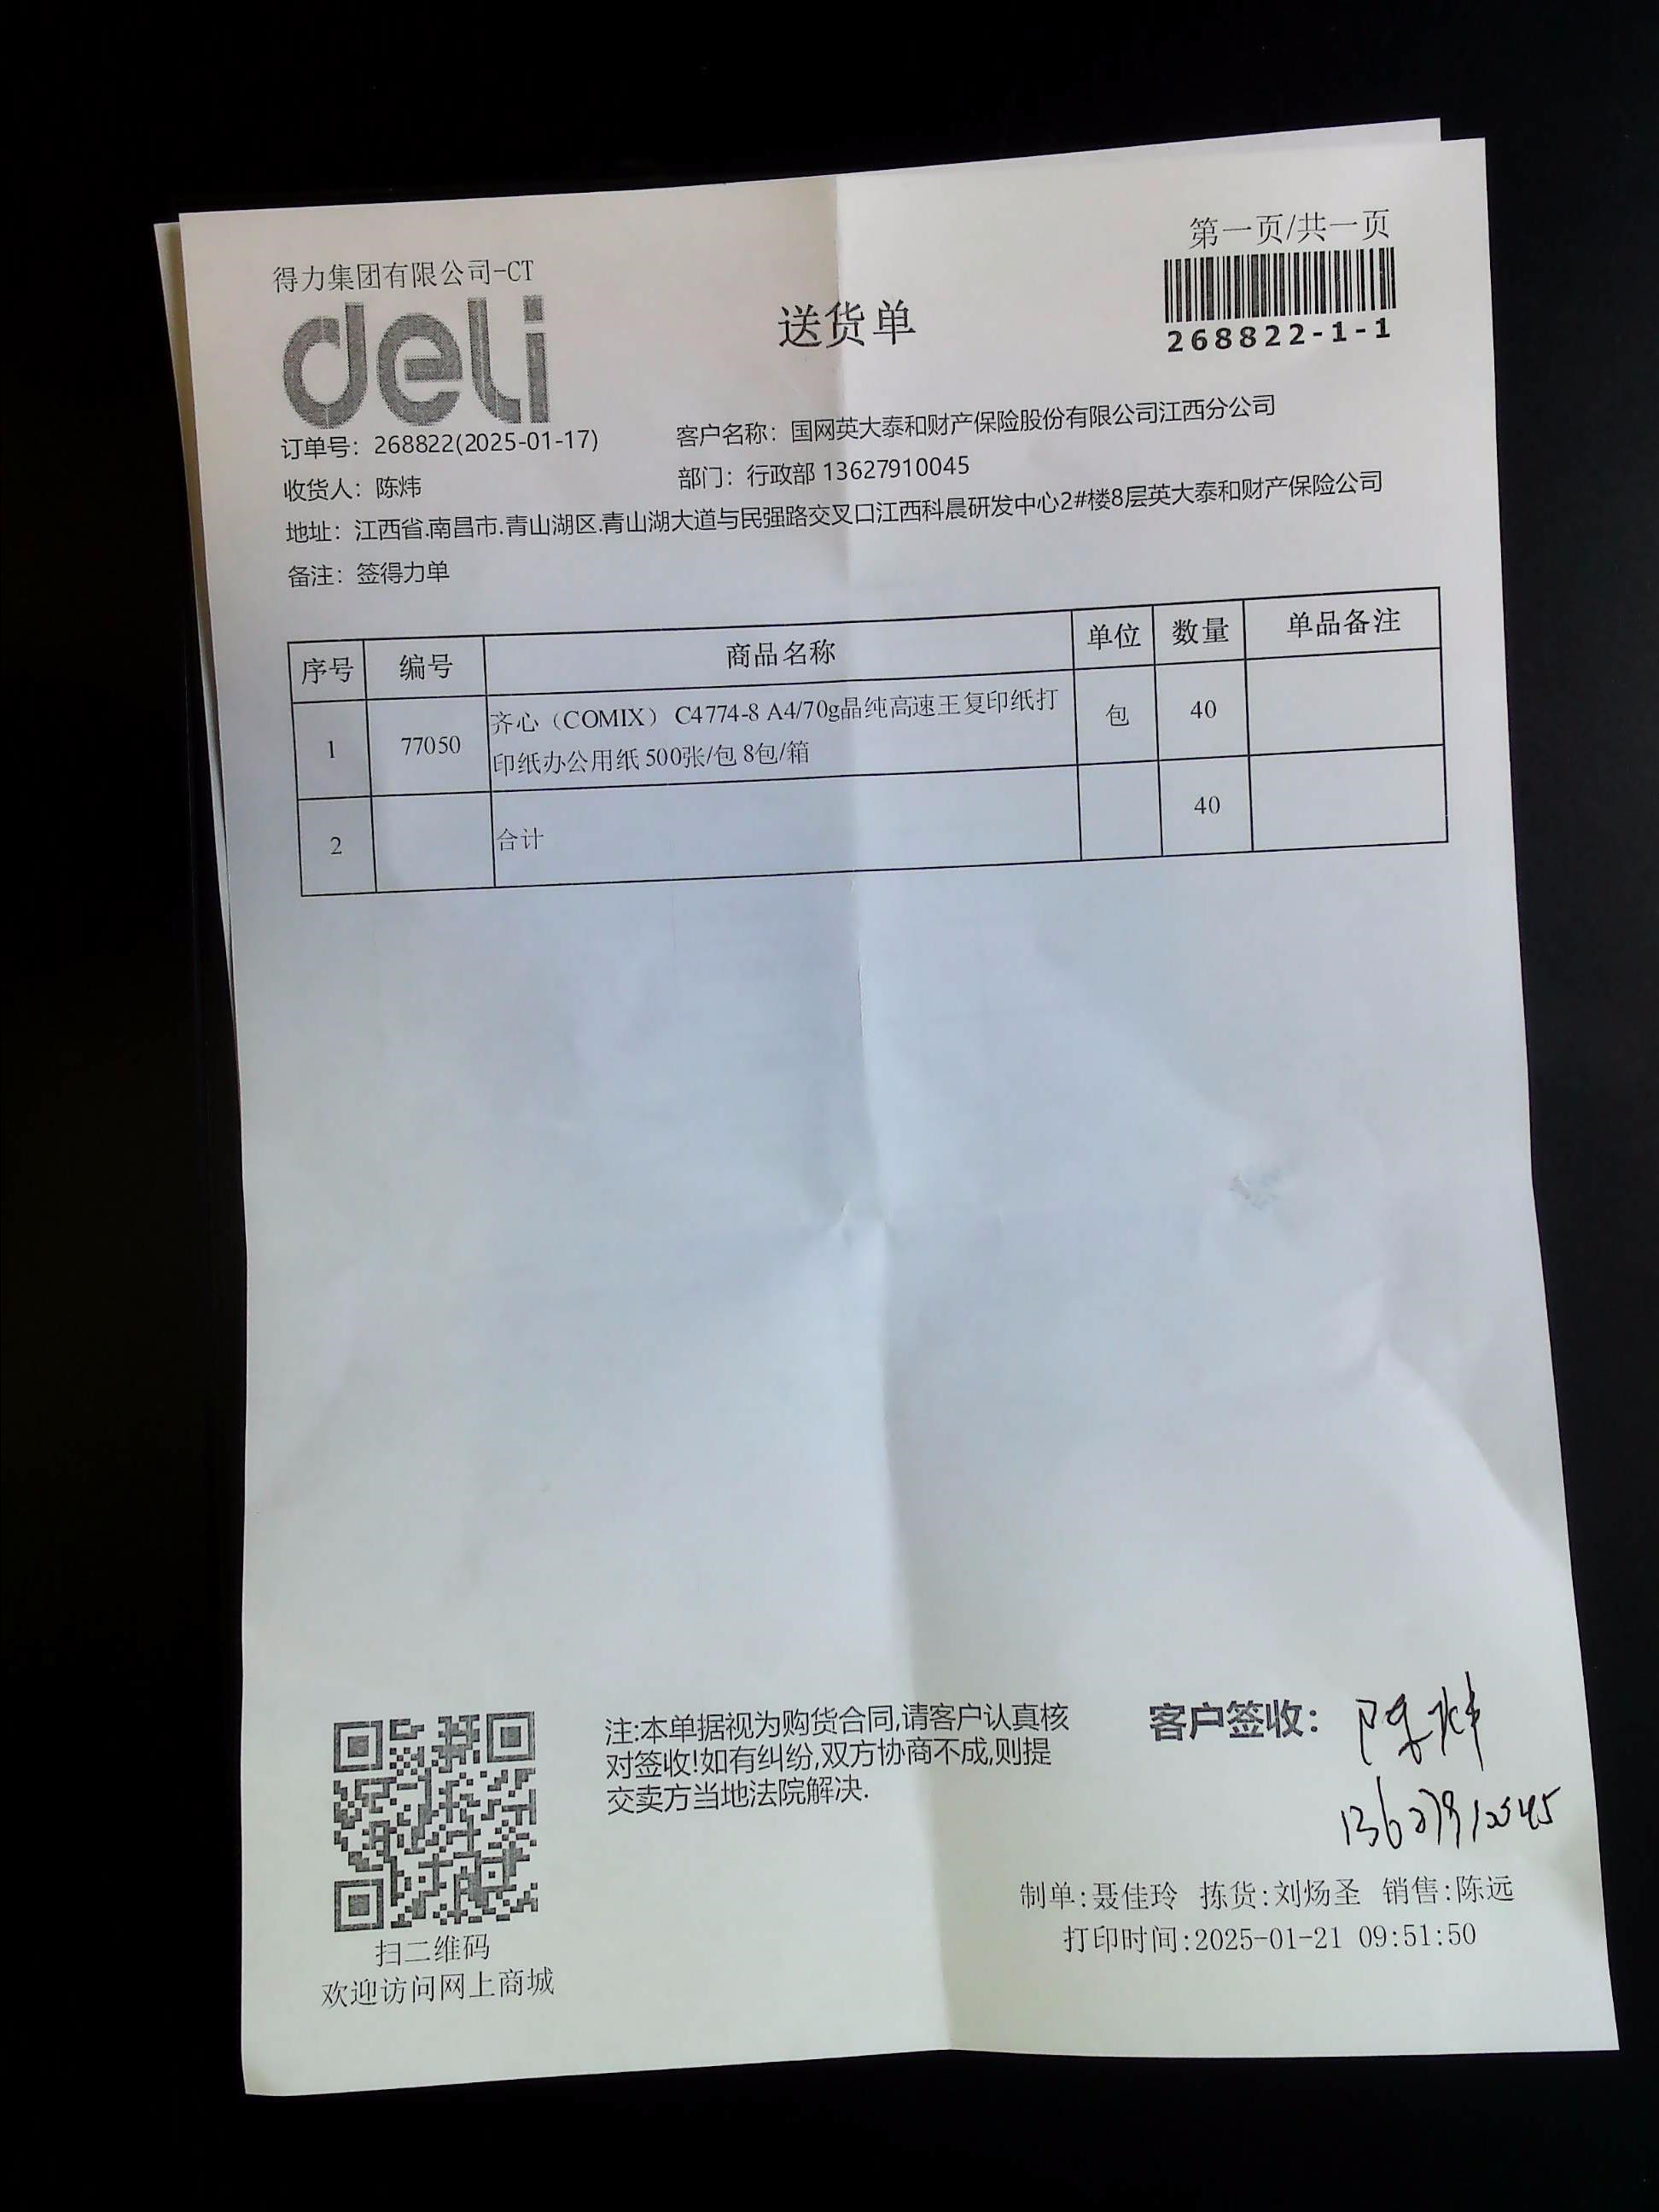 第一页/共一页
得力集团有限公司-CT
deli
送货单
268822-1-1
订单号：268822(2025-01-17)
客户名称：国网英大泰和财产保险股份有限公司江西分公司
收货人：陈炜
部门：行政部 13627910045
地址：江西省.南昌市.青山湖区.青山湖大道与民强路交叉口江西科晨研发中心2#楼8层英大泰和财产保险公司
备注：签得力单
序号 编号 商品名称 单位 数量 单品备注
1 77050 齐心（COMIX） C4774-8 A4/70g晶纯高速王复印纸打 包 40
印纸办公用纸 500张/包 8包/箱
2 合计 40
注:本单据视为购货合同,请客户认真核
对签收!如有纠纷,双方协商不成,则提
交卖方当地法院解决.
客户签收：陈炜
13627910045
制单:聂佳玲 拣货:刘炀圣 销售:陈远
打印时间:2025-01-21 09:51:50
扫二维码
欢迎访问网上商城